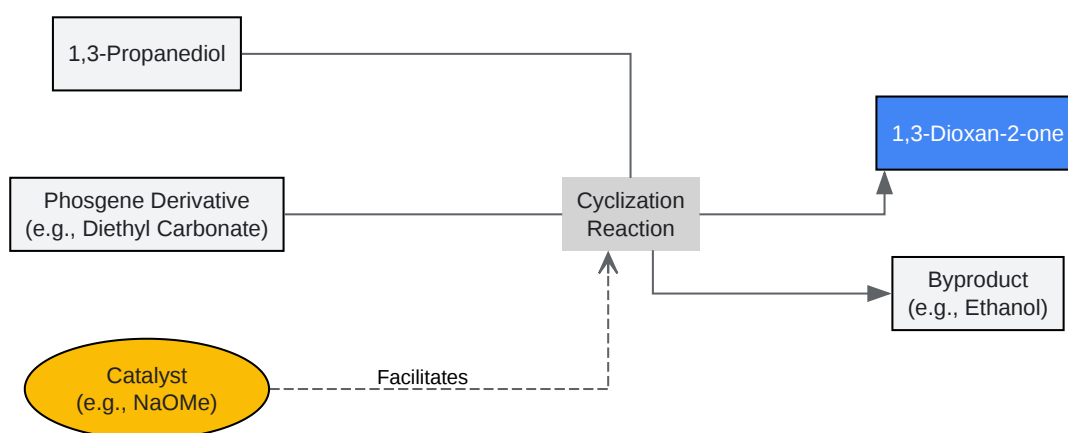 1,3-Propanediol
1,3-Dioxan-2-one
Phosgene Derivative
(e.g., Diethyl Carbonate)
Cyclization
Reaction
Byproduct
(e.g., Ethanol)
Catalyst
(e.g., NaOMe)
Facilitates